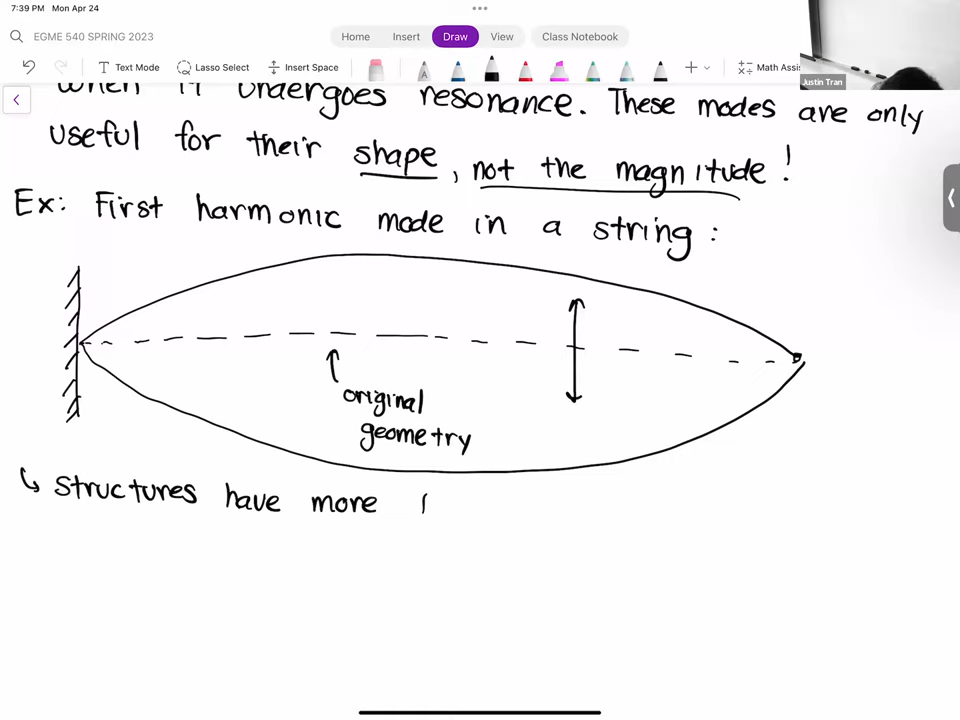 7:39 PM Mon Apr 24
EGME 540 SPRING 2023
Home Insert Draw View Class Notebook
Text Mode Lasso Select Insert Space Math Assis
Justin Tran
When it undergoes resonance. These modes are only
useful for their shape, not the magnitude!
Ex: First harmonic mode in a string:
original
geometry
↳ structures have more